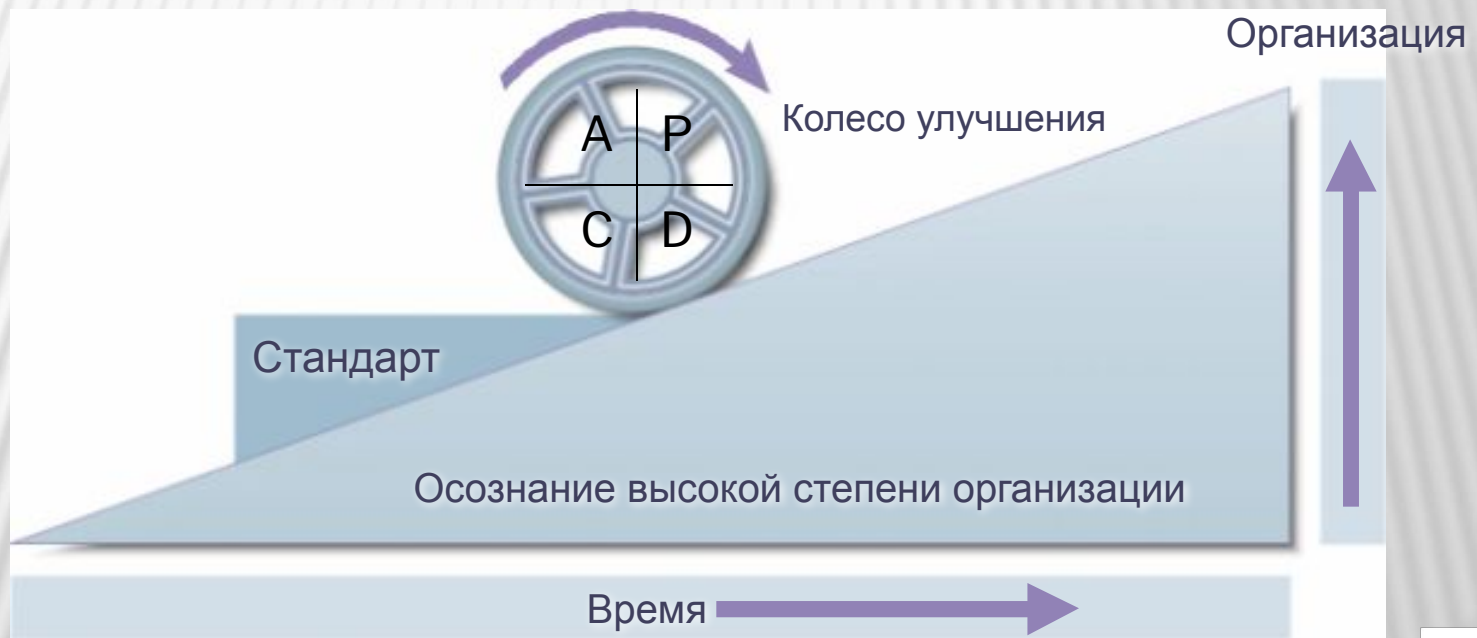 Организация
Колесо улучшения
A P
C D
Стандарт
Осознание высокой степени организации
Время